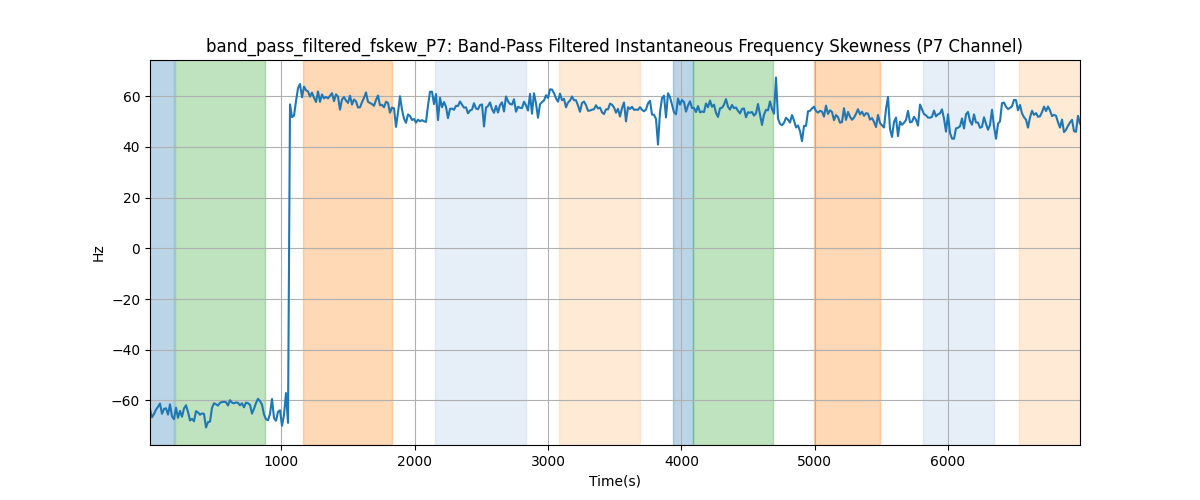 band_pass_filtered_fskew_P7: Band-Pass Filtered Instantaneous Frequency Skewness (P7 Channel)
60
40
20
0
−20
−40
−60
Hz
1000 2000 3000 4000 5000 6000
Time(s)